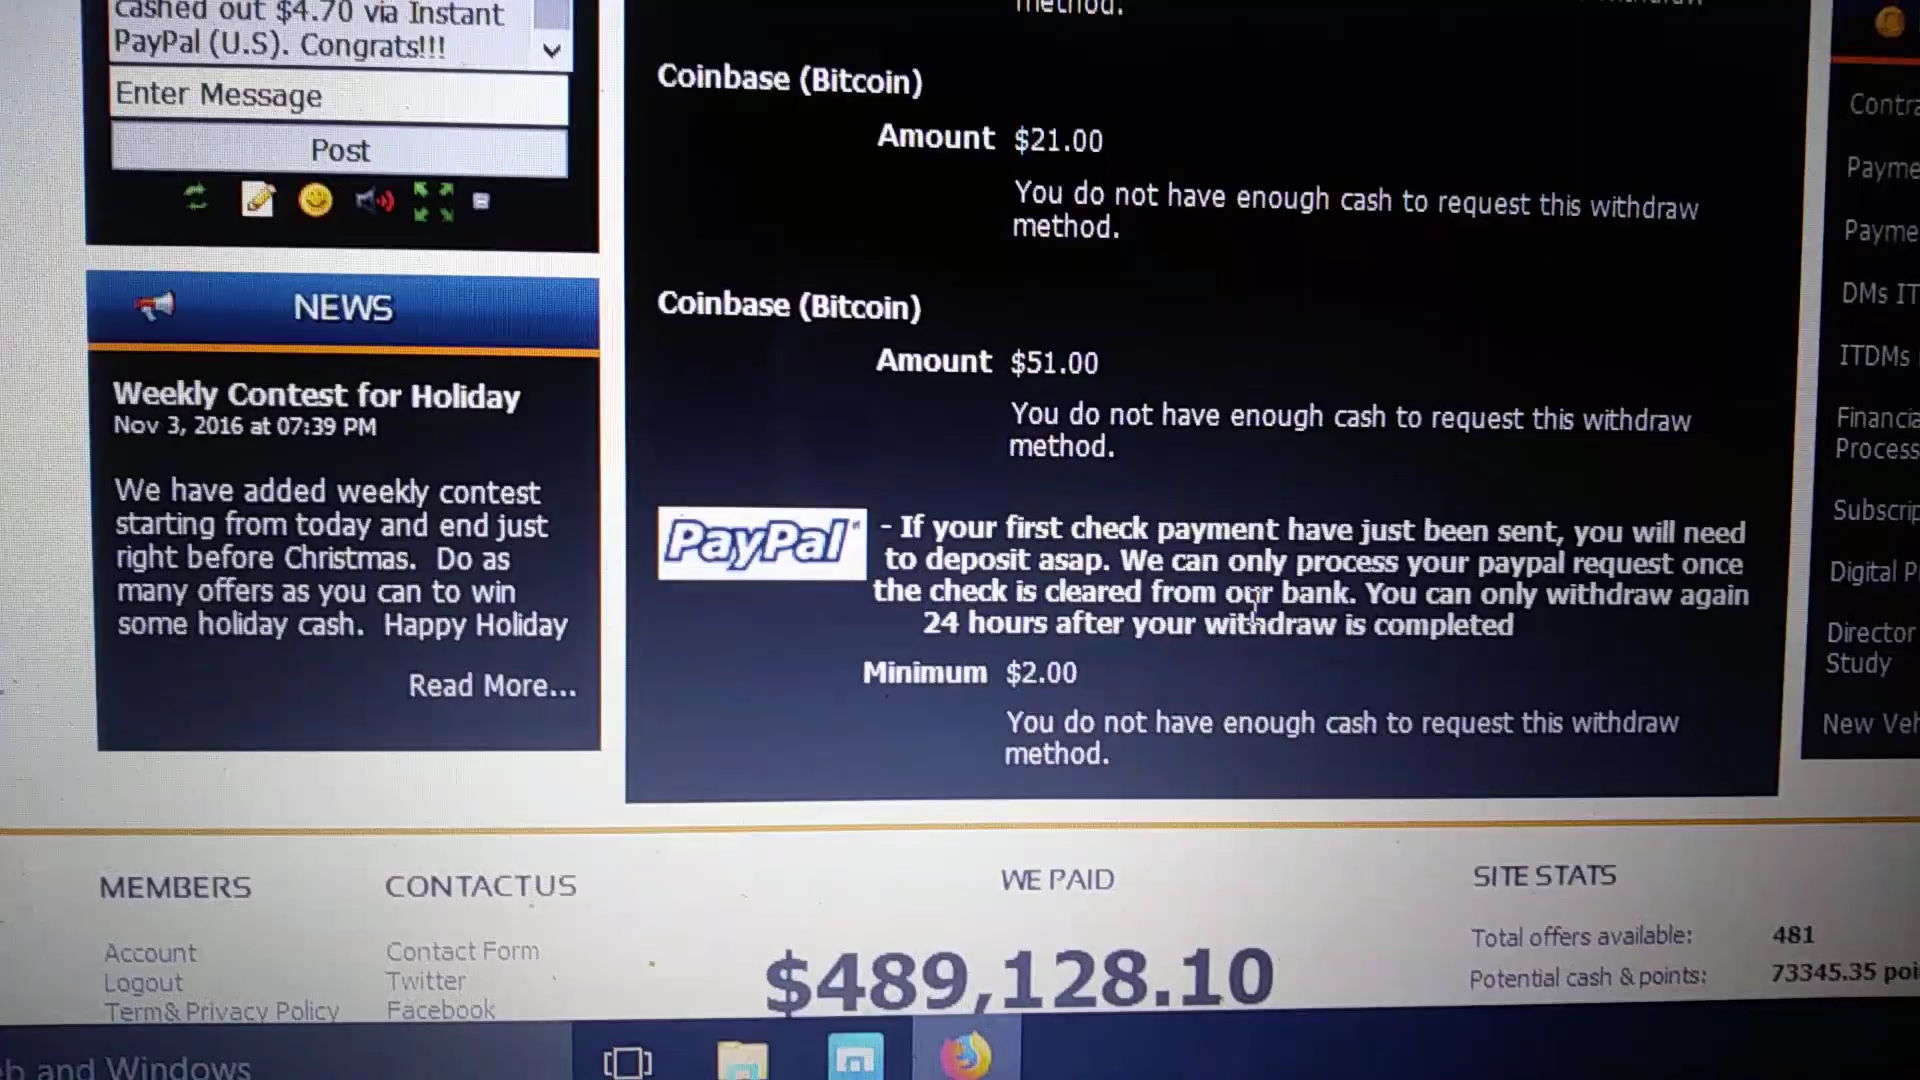 cashed out $4.70 via Instant
PayPal (U.S). Congrats!!!
Enter Message
Post
NEWS
Weekly Contest for Holiday
Nov 3, 2016 at 07:39 PM
We have added weekly contest
starting from today and end just
right before Christmas. Do as
many offers as you can to win
some holiday cash. Happy Holiday
Read More...
method.
Coinbase (Bitcoin)
Amount $21.00
You do not have enough cash to request this withdraw
method.
Coinbase (Bitcoin)
Amount $51.00
You do not have enough cash to request this withdraw
method.
PayPal - If your first check payment have just been sent, you will need
to deposit asap. We can only process your paypal request once
the check is cleared from our bank. You can only withdraw again
24 hours after your withdraw is completed
Minimum $2.00
You do not have enough cash to request this withdraw
method.
DMs
ITDMs
Study
Digital
Director
New
MEMBERS
Account
Logout
Term& Privacy Policy
CONTACT US
Contact Form
Twitter
Facebook
WE PAID
$489,128.10
SITE STATS
Total offers available: 481
Potential cash & points: 73345.35
and Windows